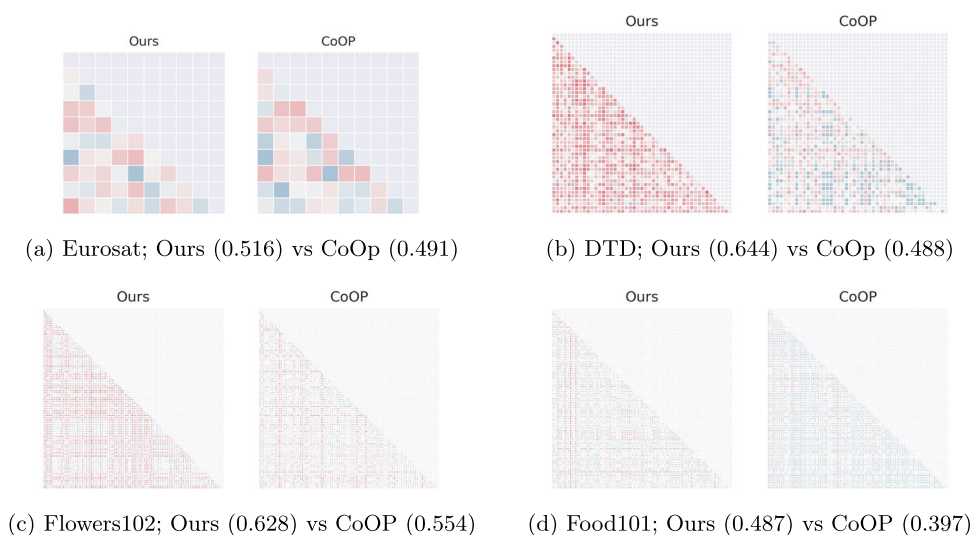 Ours CoOP
Ours CoOP
(a) Eurosat; Ours (0.516) vs CoOp (0.491)
(b) DTD; Ours (0.644) vs CoOp (0.488)
Ours CoOP
Ours CoOP
(c) Flowers102; Ours (0.628) vs CoOP (0.554)
(d) Food101; Ours (0.487) vs CoOP (0.397)